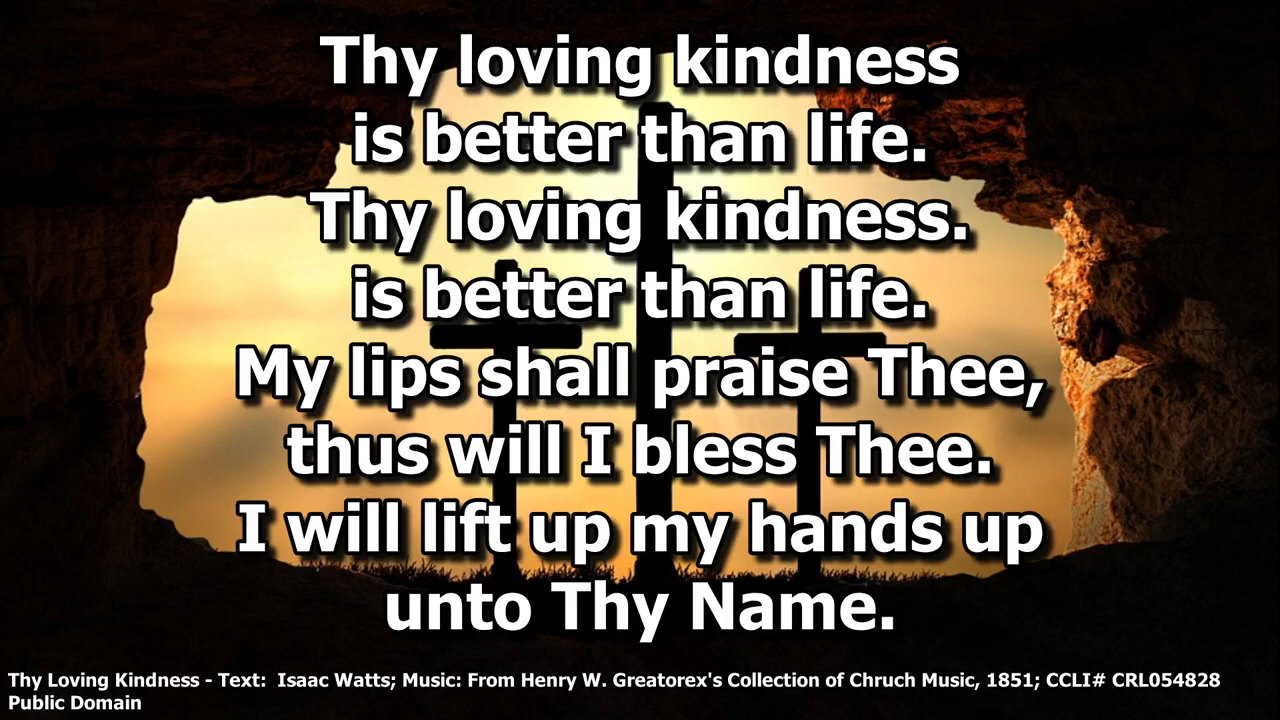 Thy loving kindness
is better than life.
Thy loving kindness.
is better than life.
My lips shall praise Thee,
thus will I bless Thee.
I will lift up my hands up
unto Thy Name.
Thy Loving Kindness - Text:  Isaac Watts; Music: From Henry W. Greatorex's Collection of Chruch Music, 1851; CCLI# CRL054828
Public Domain